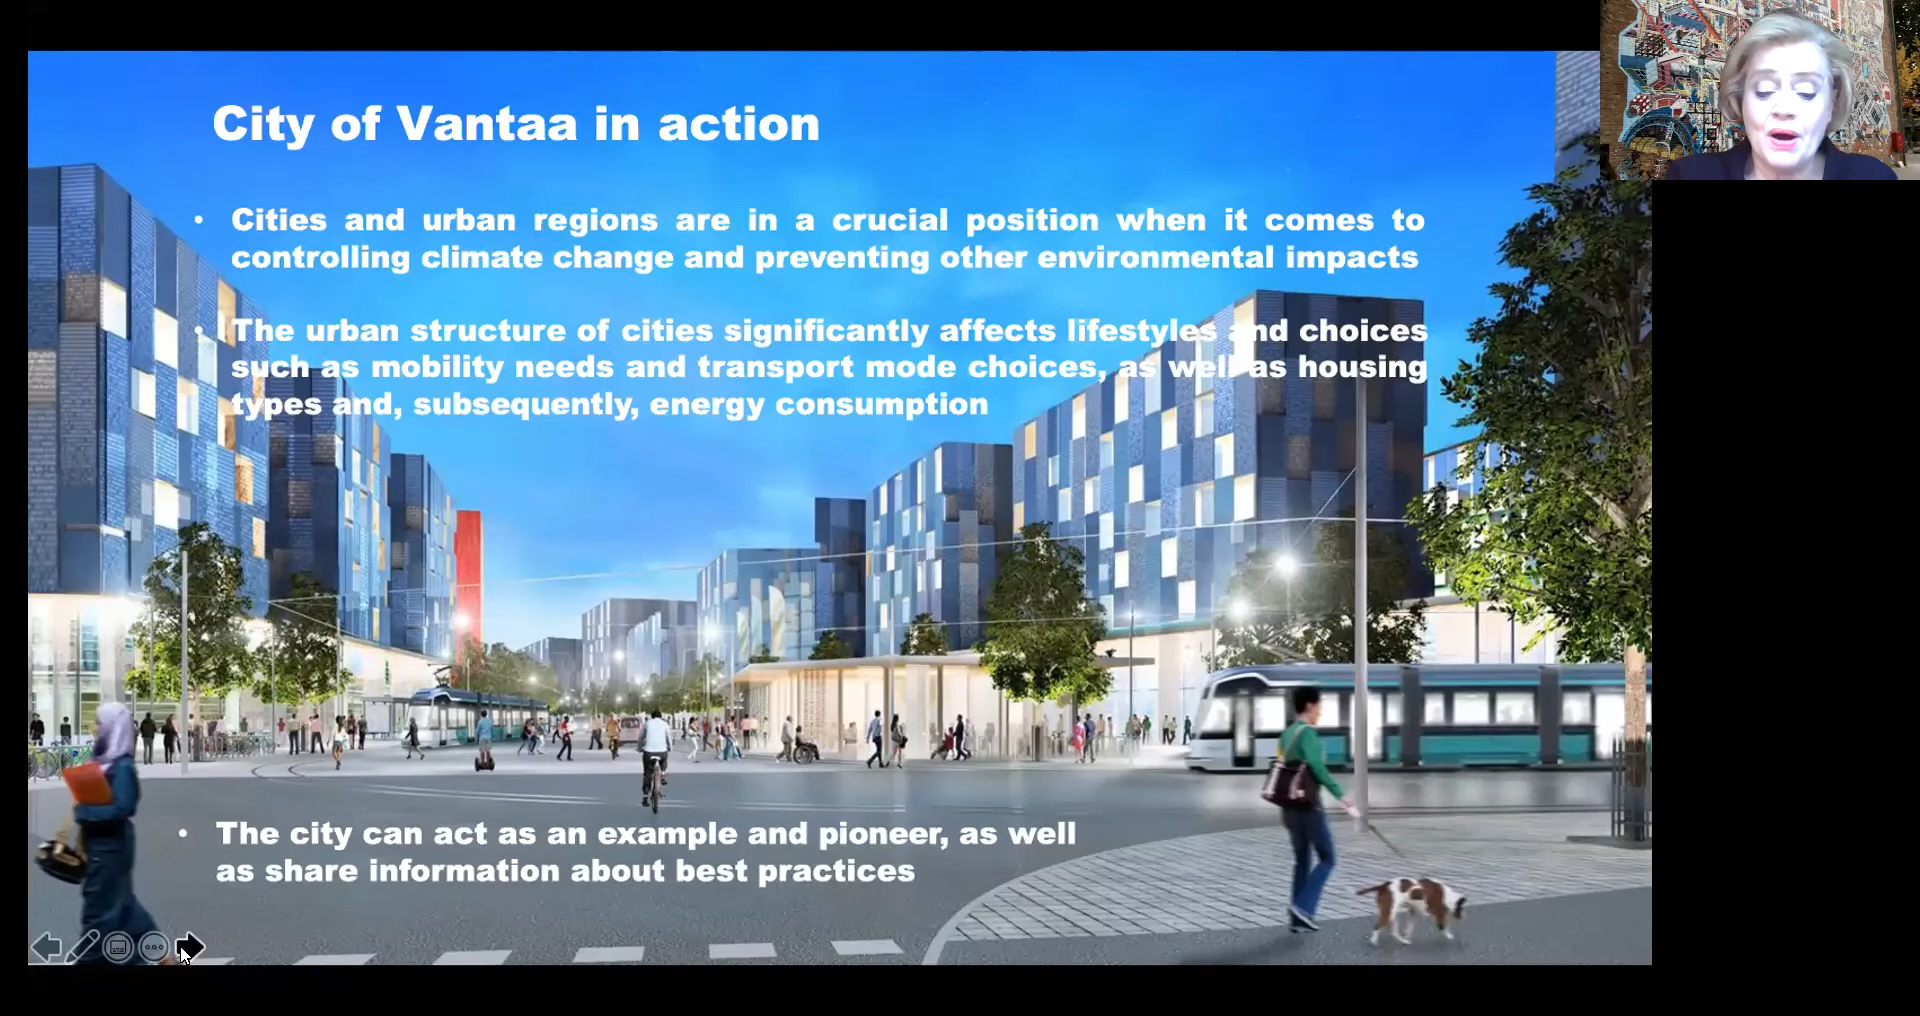 City of Vantaa in action
• Cities and urban regions are in a crucial position when it comes to
controlling climate change and preventing other environmental impacts
• The urban structure of cities significantly affects lifestyles and choices
such as mobility needs and transport mode choices, as well as housing
types and, subsequently, energy consumption
• The city can act as an example and pioneer, as well
as share information about best practices